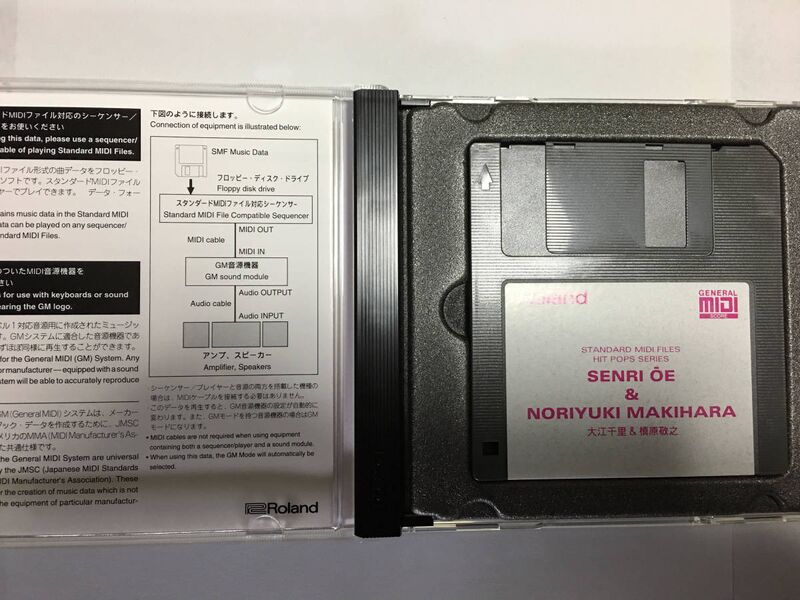 ドMIDIファイル対応のシーケンサー／
をお使いください
ng this data, please use a sequencer/
able of playing Standard MIDI Files.
Iファイル形式の曲データをフロッピー・
ソフトです。スタンダードMIDIファイル
ヤーでプレイできます。 データ・フォー
ains music data in the Standard MIDI
ata can be played on any sequencer/
ndard MIDI Files.
のついたMIDI音源機器を
さい
s for use with keyboards or sound
earing the GM logo.
ベル1対応音源用に作成されたミュージッ
す。GMシステムに適合した音源機器であ
ずほぼ同様に再生することができます。
for the General MIDI (GM) System. Any
r manufacturer — equipped with a sound
stem will be able to accurately reproduce
GM (General MIDI) システムは、メーカー
ック・データを作成するために、JMSC
メリカのMMA (MIDI Manufacturer's As-
た共通仕様です。
the General MIDI System are universal
y the JMSC (Japanese MIDI Standards
IDI Manufacturer's Association). These
r the creation of music data which is not
the equipment of particular manufactur-
下図のように接続します。
Connection of equipment is illustrated below:
SMF Music Data
フロッピー・ディスク・ドライブ
Floppy disk drive
スタンダードMIDIファイル対応シーケンサー
Standard MIDI File Compatible Sequencer
MIDI OUT
MIDI cable
MIDI IN
GM音源機器
GM sound module
Audio OUTPUT
Audio cable
Audio INPUT
アンプ、スピーカー
Amplifier, Speakers
・シーケンサー／プレイヤーと音源の両方を搭載した機種の
場合は、MIDIケーブルを接続する必要はありません。
・このデータを再生すると、GM音源機器の設定が自動的に
変わります。また、GMモードを持つ音源機器の場合はGM
モードになります。
• MIDI cables are not required when using equipment
containing both a sequencer/player and a sound module.
• When using this data, the GM Mode will automatically be
selected.
Roland
Roland
GENERAL
MIDI
SCORE
STANDARD MIDI FILES
HIT POPS SERIES
SENRI ŌE
&
NORIYUKI MAKIHARA
大江千里&槙原敬之